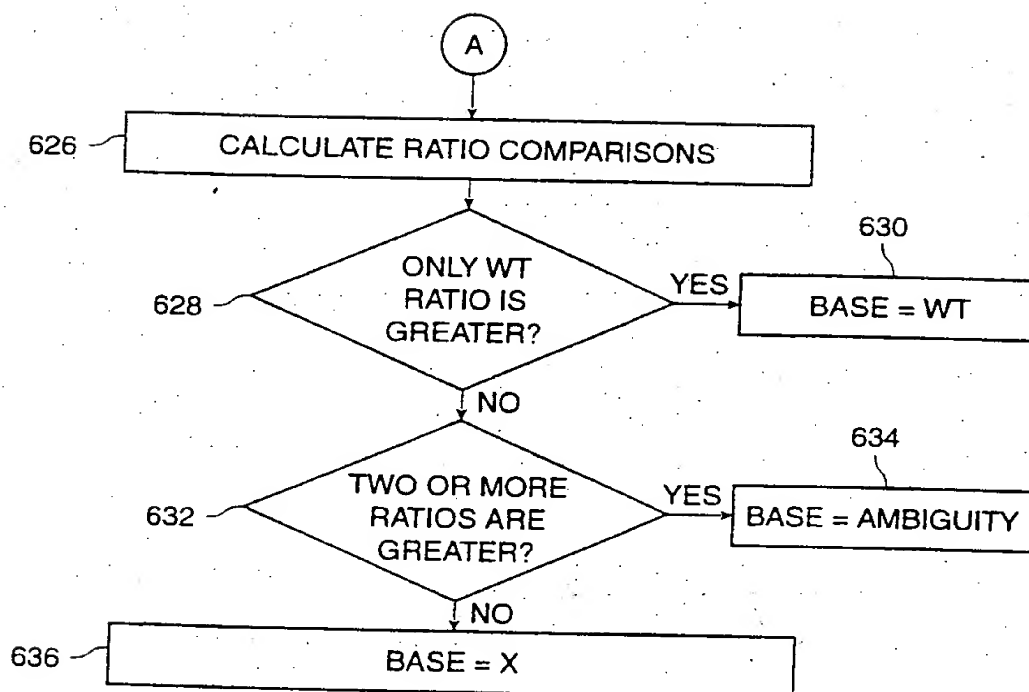 A
626
CALCULATE RATIO COMPARISONS
628
ONLY WT
RATIO IS
GREATER?
YES
630
BASE = WT
NO
632
TWO OR MORE
RATIOS ARE
GREATER?
YES
634
BASE = AMBIGUITY
NO
636
BASE = X